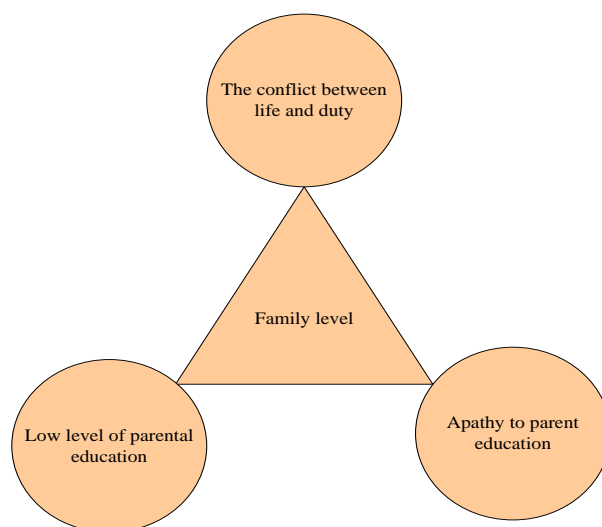 The conflict between
life and duty
Family level
Low level of parental
education
Apathy to parent
education